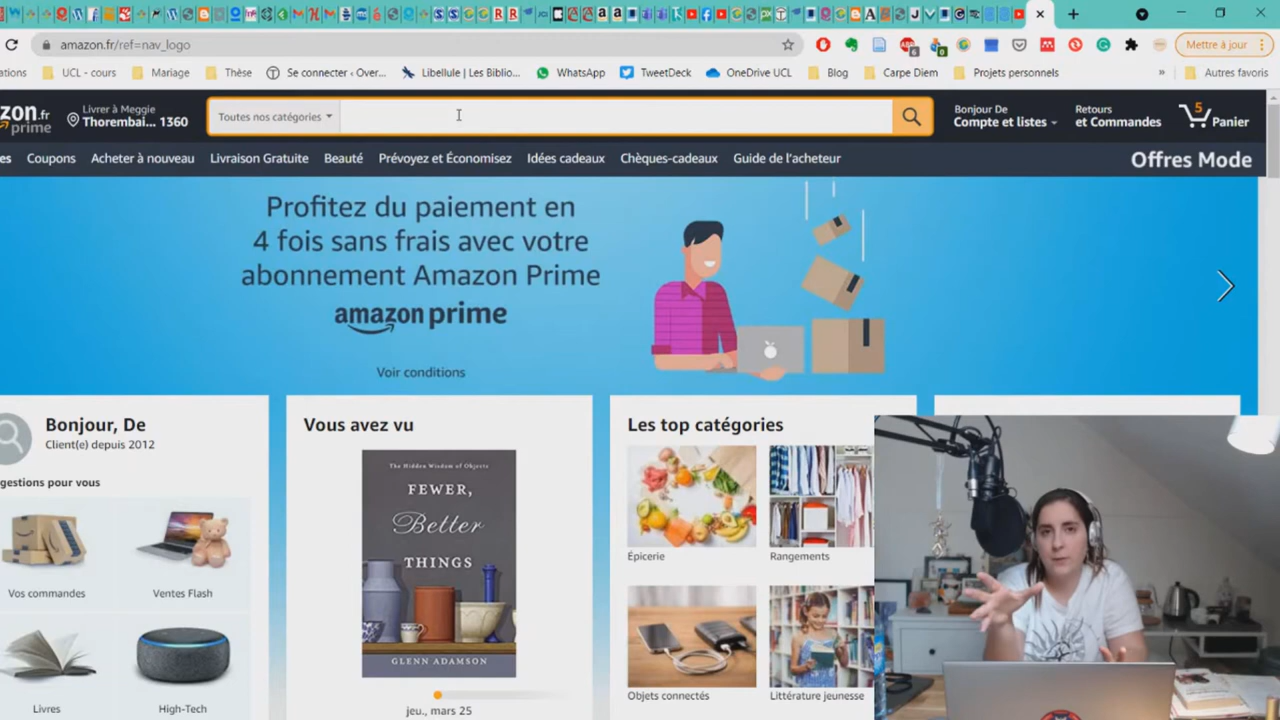 amazon.fr/ref=nav_logo
Mettre à jour
ations
UCL - cours
Mariage
Thèse
Se connecter ‹ Over...
Libellule | Les Biblio...
WhatsApp
TweetDeck
OneDrive UCL
Blog
Carpe Diem
Projets personnels
»
Autres favoris
zon.fr
prime
Livrer à Meggie
Thorembai... 1360
Toutes nos catégories
Bonjour De
Compte et listes
Retours
et Commandes
5
Panier
es
Coupons
Acheter à nouveau
Livraison Gratuite
Beauté
Prévoyez et Économisez
Idées cadeaux
Chèques-cadeaux
Guide de l'acheteur
Offres Mode
Profitez du paiement en
4 fois sans frais avec votre
abonnement Amazon Prime
amazon prime
Voir conditions
Bonjour, De
Client(e) depuis 2012
gestions pour vous
Vos commandes
Ventes Flash
Livres
High-Tech
Vous avez vu
The Hidden Wisdom of Objects
FEWER,
Better
THINGS
GLENN ADAMSON
jeu., mars 25
Les top catégories
Épicerie
Rangements
Objets connectés
Littérature jeunesse